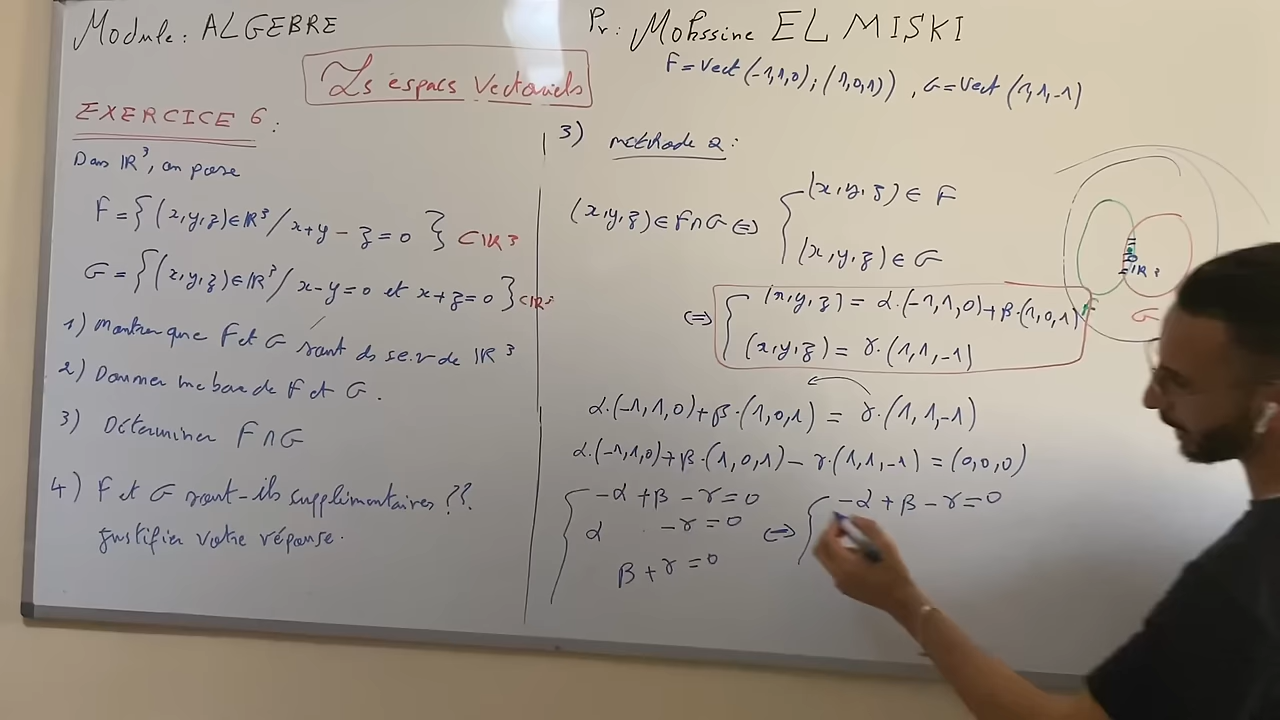 Module: ALGEBRE
Pr: Mohssine EL MISKI
Ls éspacs Vectoriels
F=Vect(-1,1,0);(1,0,1)), G=Vect(1,1,-1)
EXERCICE 6:
Dans IR³, on pose
F={(x,y,z)∈IR³/x+y-z=0} ⊂IR³
G={(x,y,z)∈IR³/ x-y=0 et x+z=0}⊂IR³
1) Montrer que F et G sont ds s.e.v de IR³
2) Donner une base de F et G.
3) Déterminer F∩G
4) F et G sont-ils supplémentaires ??
Justifier votre réponse.
3) méthode 2:
(x,y,z)∈F∩G ⇔ { (x,y,z)∈F
(x,y,z)∈G
⇔ { (x,y,z)=α.(-1,1,0)+β.(1,0,1)
(x,y,z)=γ.(1,1,-1)
α.(-1,1,0)+β.(1,0,1)=γ.(1,1,-1)
α.(-1,1,0)+β.(1,0,1)-γ.(1,1,-1)=(0,0,0)
{ -α+β-γ=0
α -γ=0
β+γ=0
⇔ { -α+β-γ=0
IR³
F
G